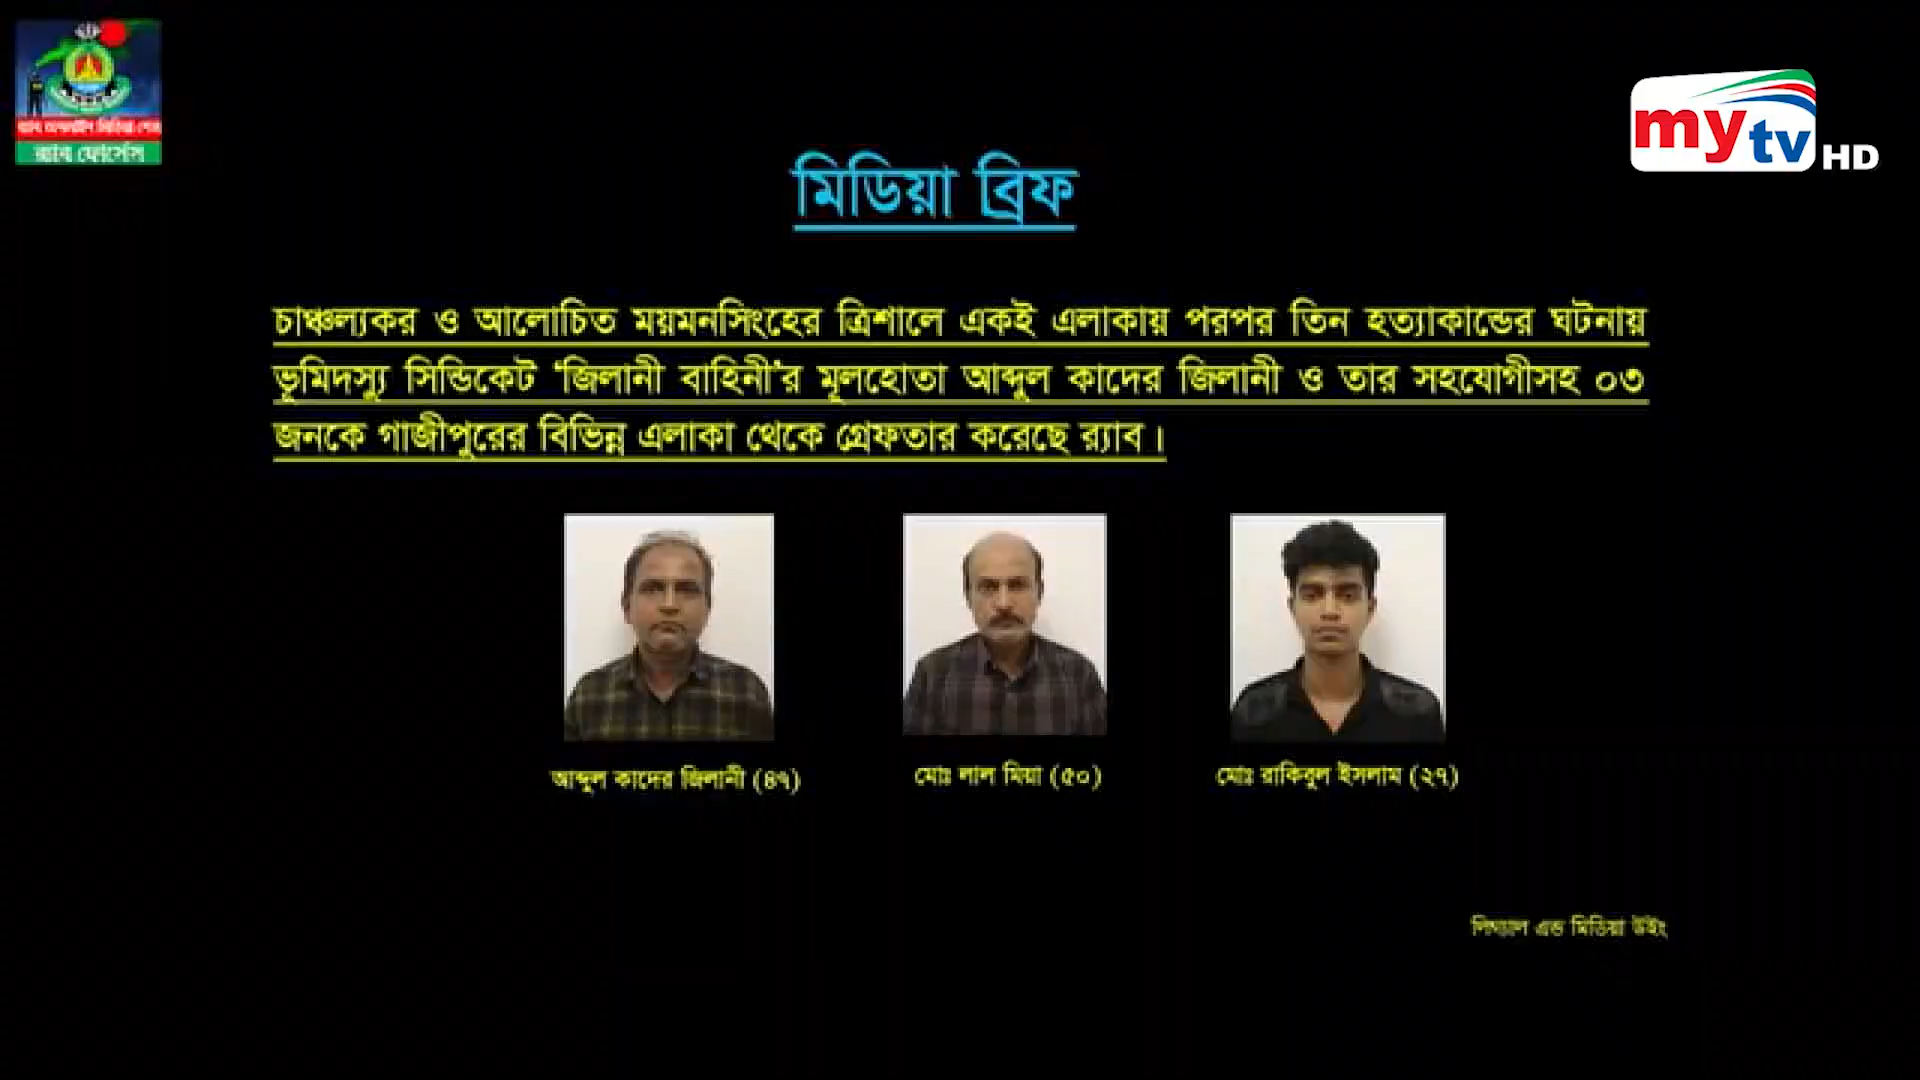 র‍্যাব ফোর্সেস
my tv HD
মিডিয়া ব্রিফ
চাঞ্চল্যকর ও আলোচিত ময়মনসিংহের ত্রিশালে একই এলাকায় পরপর তিন হত্যাকান্ডের ঘটনায়
ভূমিদস্যু সিন্ডিকেট ‘জিলানী বাহিনী’র মূলহোতা আব্দুল কাদের জিলানী ও তার সহযোগীসহ ০৩
জনকে গাজীপুরের বিভিন্ন এলাকা থেকে গ্রেফতার করেছে র‍্যাব।
আব্দুল কাদের জিলানী (৪৭)
মোঃ লাল মিয়া (৫০)
মোঃ রাকিবুল ইসলাম (২৭)
লিগ্যাল এন্ড মিডিয়া উইং